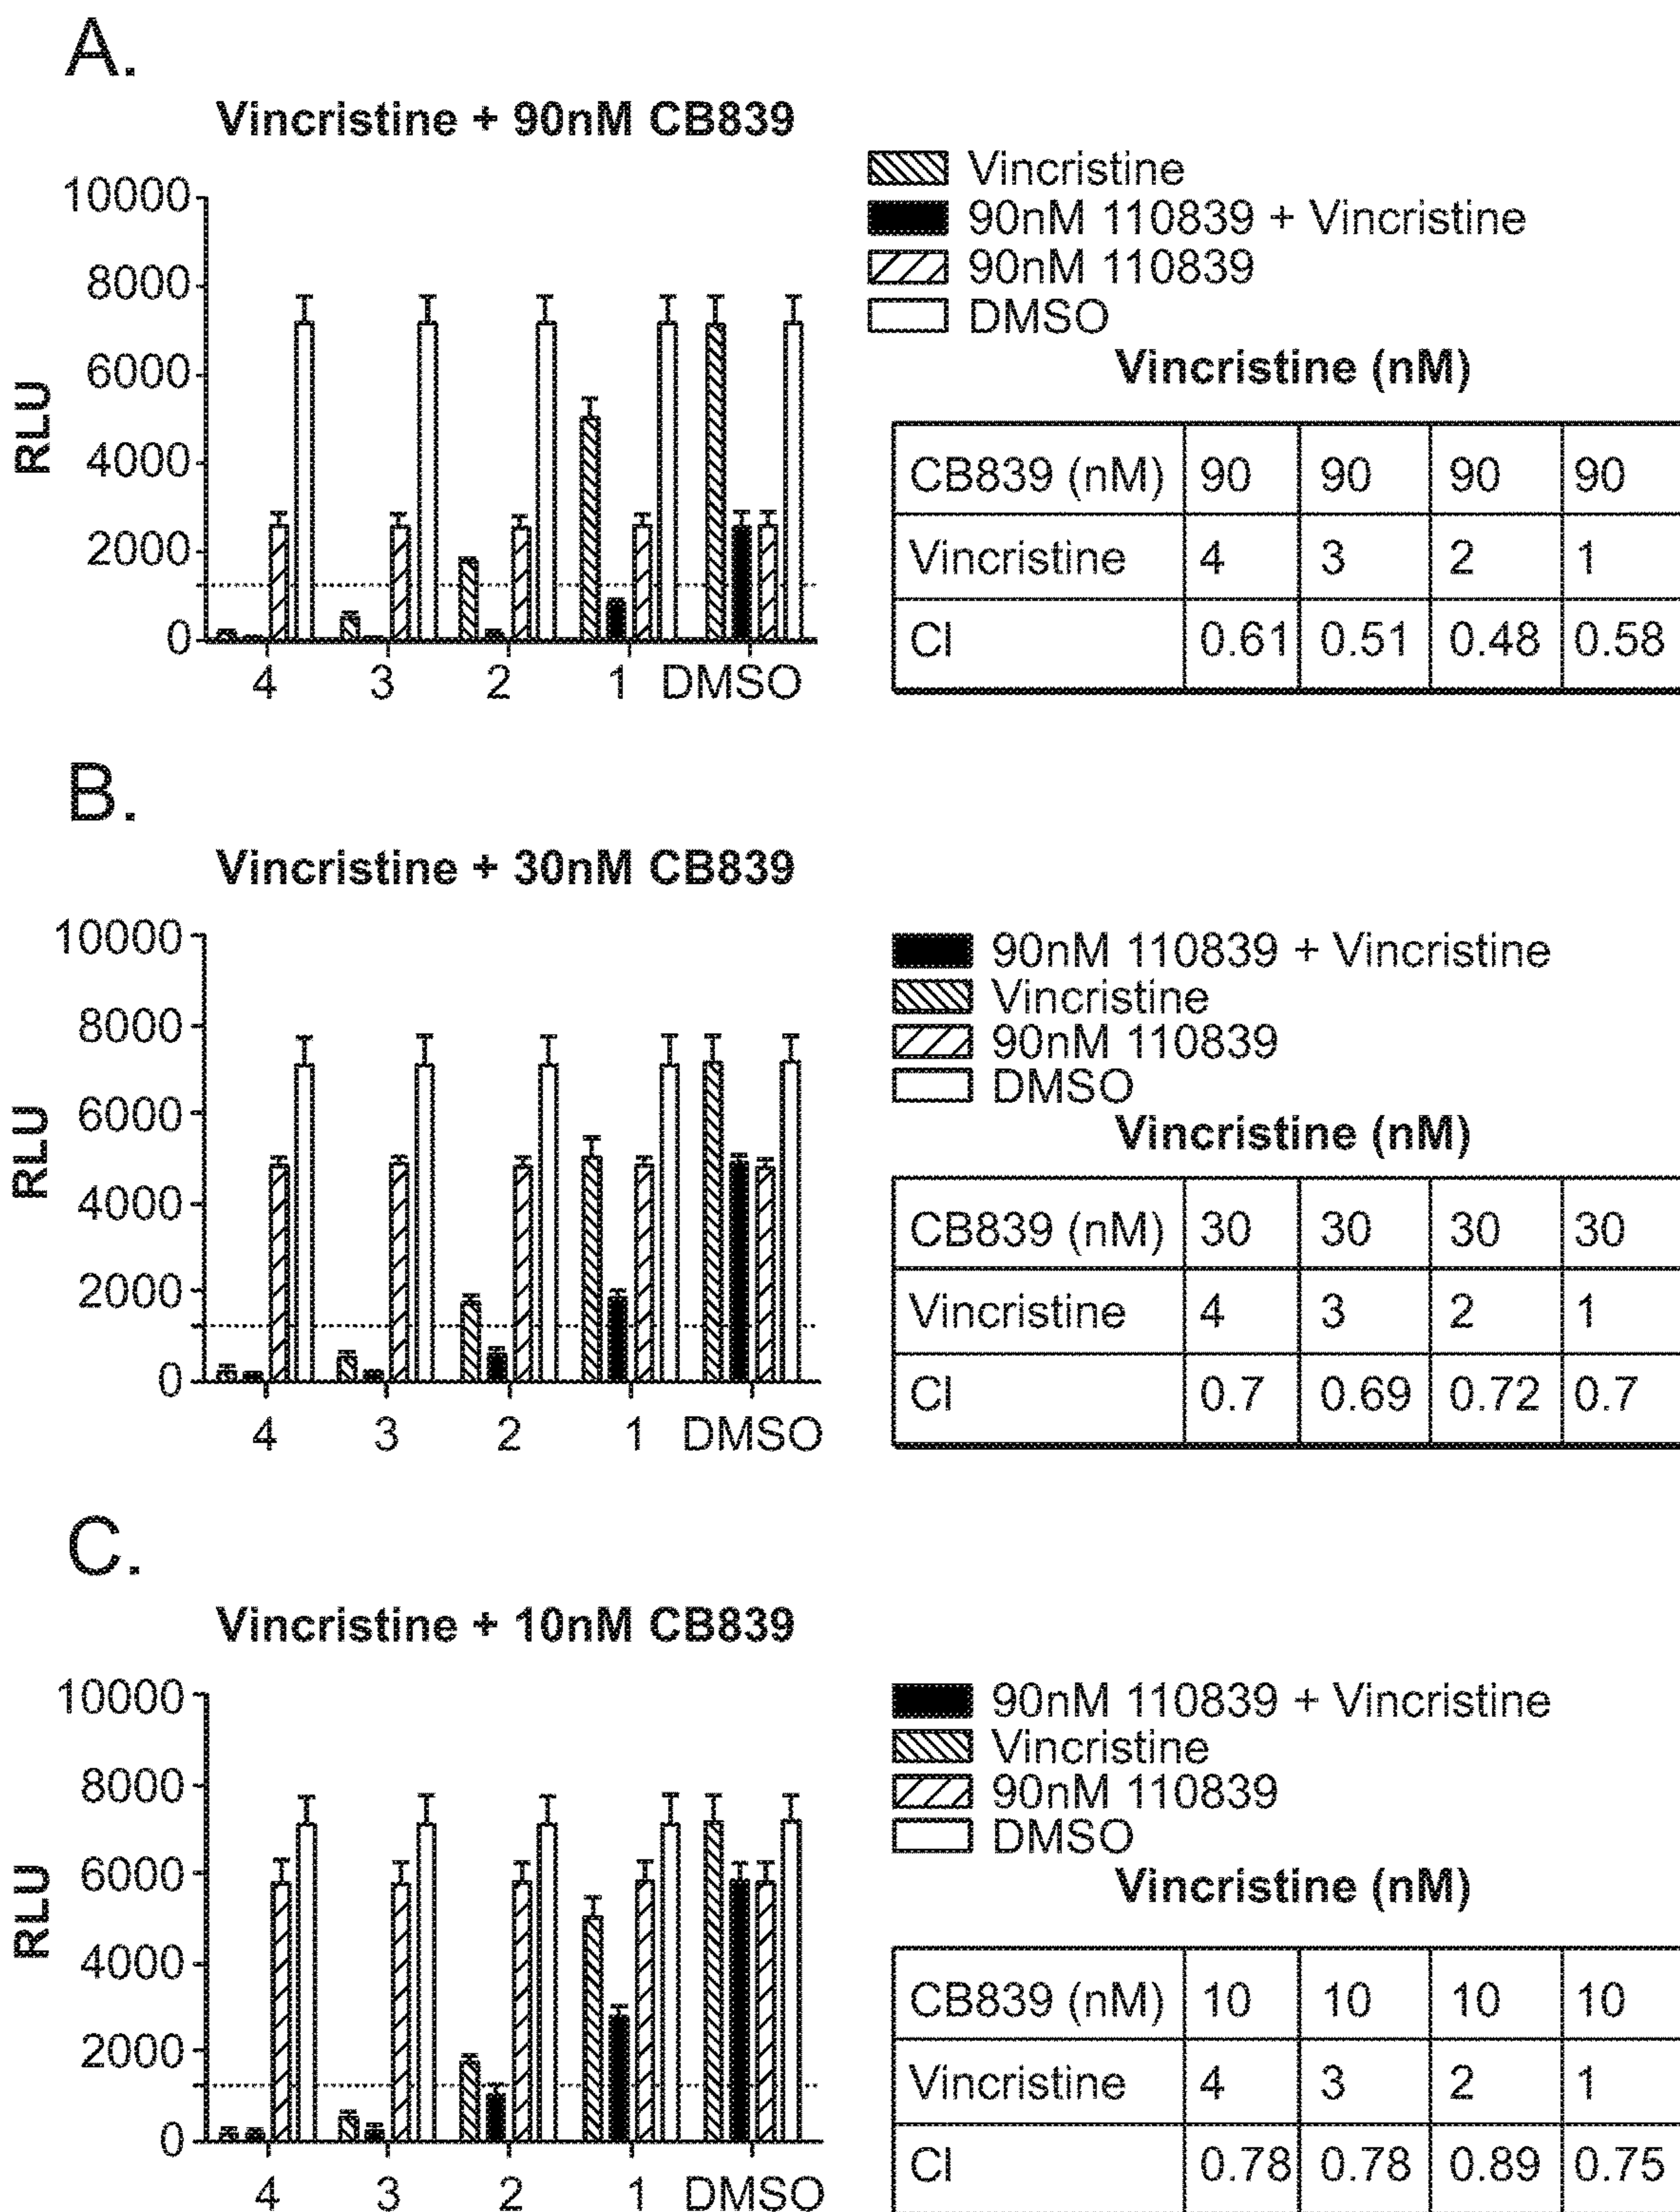 A.
Vincristine + 90nM CB839
10000
8000
6000
4000
2000
0
RLU
4 3 2 1 DMSO
Vincristine
90nM 110839 + Vincristine
90nM 110839
DMSO
Vincristine (nM)
CB839 (nM) 90 90 90 90
Vincristine 4 3 2 1
CI 0.61 0.51 0.48 0.58
B.
Vincristine + 30nM CB839
10000
8000
6000
4000
2000
0
RLU
4 3 2 1 DMSO
90nM 110839 + Vincristine
Vincristine
90nM 110839
DMSO
Vincristine (nM)
CB839 (nM) 30 30 30 30
Vincristine 4 3 2 1
CI 0.7 0.69 0.72 0.7
C.
Vincristine + 10nM CB839
10000
8000
6000
4000
2000
0
RLU
4 3 2 1 DMSO
90nM 110839 + Vincristine
Vincristine
90nM 110839
DMSO
Vincristine (nM)
CB839 (nM) 10 10 10 10
Vincristine 4 3 2 1
CI 0.78 0.78 0.89 0.75